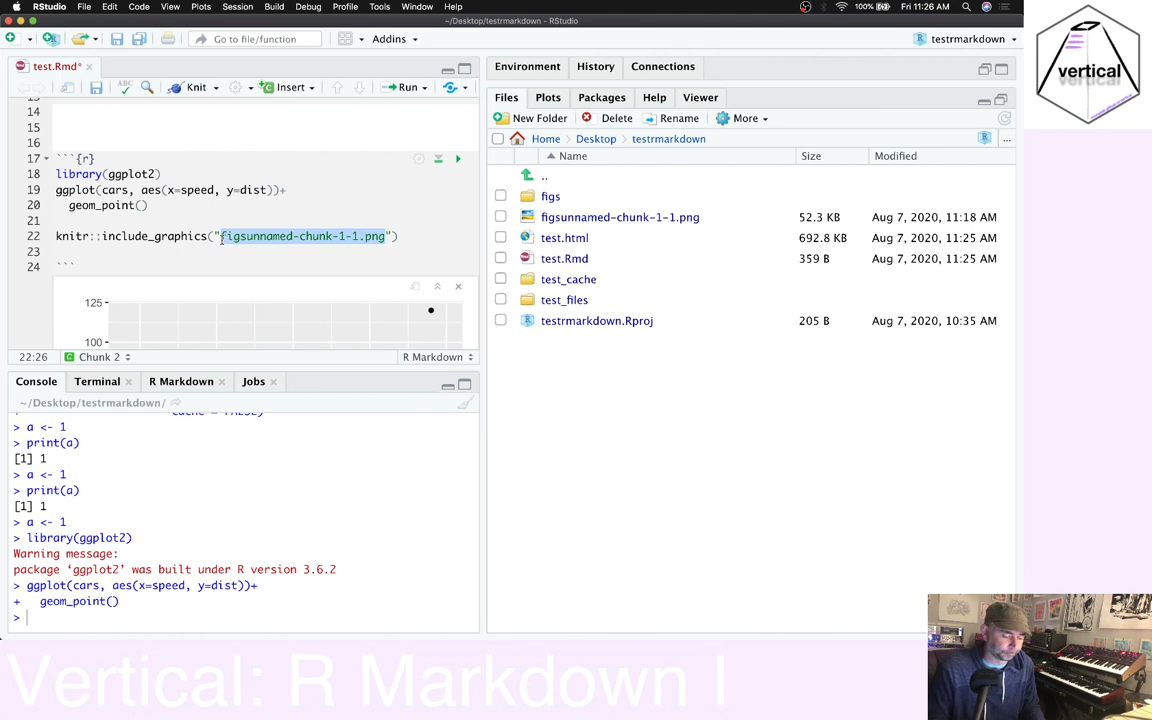 RStudio File Edit Code View Plots Session Build Debug Profile Tools Window Help 100% Fri 11:26 AM
~/Desktop/testrmarkdown - RStudio
Go to file/function Addins testrmarkdown
test.Rmd*
Knit Insert Run
13
14
15
16
17 ```{r}
18 library(ggplot2)
19 ggplot(cars, aes(x=speed, y=dist))+
20 geom_point()
21
22 knitr::include_graphics("figsunnamed-chunk-1-1.png")
23
24 ```
125
100
22:26 Chunk 2 R Markdown
Console Terminal R Markdown Jobs
~/Desktop/testrmarkdown/
+ cache = FALSE)
> a <- 1
> print(a)
[1] 1
> a <- 1
> print(a)
[1] 1
> a <- 1
> library(ggplot2)
Warning message:
package ‘ggplot2’ was built under R version 3.6.2
> ggplot(cars, aes(x=speed, y=dist))+
+ geom_point()
>
Environment History Connections
Files Plots Packages Help Viewer
New Folder Delete Rename More
Home Desktop testrmarkdown ...
Name Size Modified
..
figs
figsunnamed-chunk-1-1.png 52.3 KB Aug 7, 2020, 11:18 AM
test.html 692.8 KB Aug 7, 2020, 11:25 AM
test.Rmd 359 B Aug 7, 2020, 11:25 AM
test_cache
test_files
testrmarkdown.Rproj 205 B Aug 7, 2020, 10:35 AM
vertical
Vertical: R Markdown I